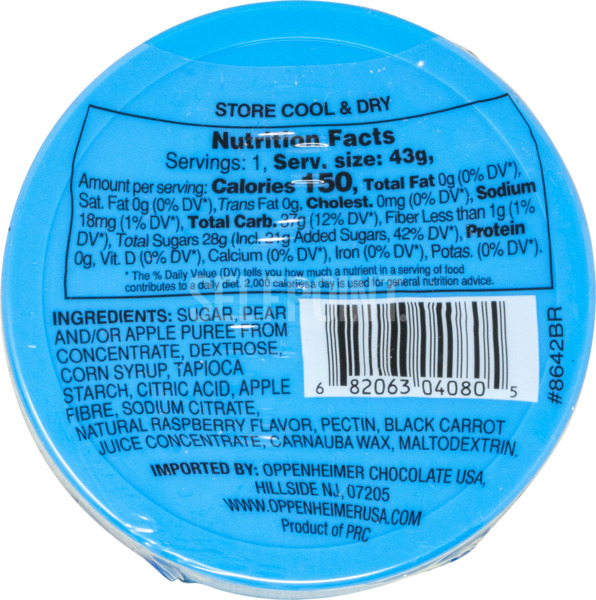 STORE COOL & DRY
Nutrition Facts
Servings: 1, Serv. size: 43g,
Amount per serving: Calories 150, Total Fat 0g (0% DV*),
Sat. Fat 0g (0% DV*), Trans Fat 0g, Cholest. 0mg (0% DV*), Sodium
18mg (1% DV*), Total Carb. 37g (12% DV*), Fiber Less than 1g (1%
DV*), Total Sugars 28g (Incl. 21g Added Sugars, 42% DV*), Protein
0g, Vit. D (0% DV*), Calcium (0% DV*), Iron (0% DV*), Potas. (0% DV*).
* The % Daily Value (DV) tells you how much a nutrient in a serving of food
contributes to a daily diet. 2,000 calories a day is used for general nutrition advice.
INGREDIENTS: SUGAR, PEAR
AND/OR APPLE PUREE FROM
CONCENTRATE, DEXTROSE,
CORN SYRUP, TAPIOCA
STARCH, CITRIC ACID, APPLE
FIBRE, SODIUM CITRATE,
NATURAL RASPBERRY FLAVOR, PECTIN, BLACK CARROT
JUICE CONCENTRATE, CARNAUBA WAX, MALTODEXTRIN.
6 82063 04080 5
#8642BR
IMPORTED BY: OPPENHEIMER CHOCOLATE USA,
HILLSIDE NJ, 07205
WWW.OPPENHEIMERUSA.COM
Product of PRC